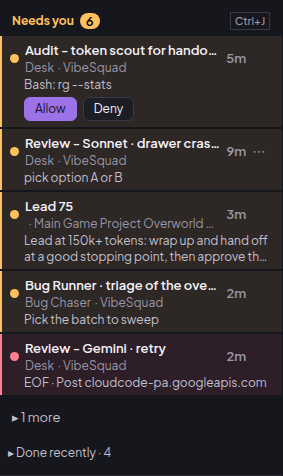 Needs you 6 Ctrl+J
Audit – token scout for hando... 5m
Desk · VibeSquad
Bash: rg --stats
Allow Deny
Review – Sonnet · drawer cras... 9m ···
Desk · VibeSquad
pick option A or B
Lead 75 3m
· Main Game Project Overworld ...
Lead at 150k+ tokens: wrap up and hand off
at a good stopping point, then approve th...
Bug Runner · triage of the ove... 2m
Bug Chaser · VibeSquad
Pick the batch to sweep
Review – Gemini · retry 2m
Desk · VibeSquad
EOF · Post cloudcode-pa.googleapis.com
▸ 1 more
▸ Done recently · 4